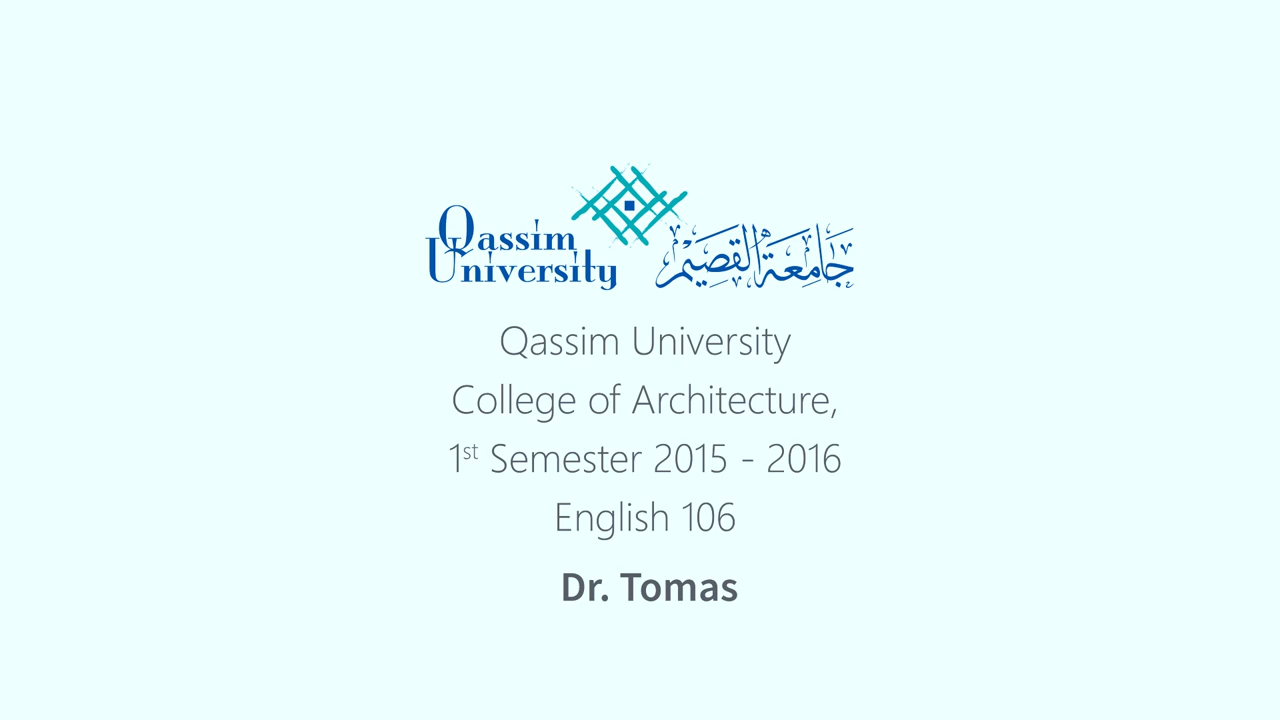 Qassim
University
جامعة القصيم
Qassim University
College of Architecture,
1st Semester 2015 - 2016
English 106
Dr. Tomas